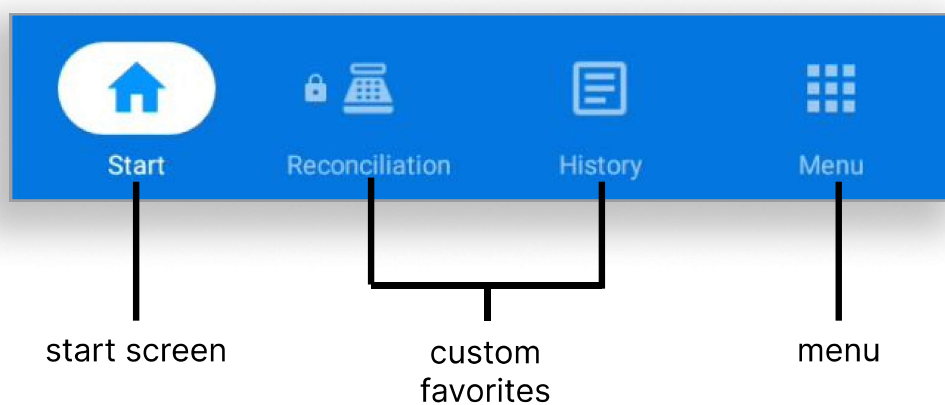 Start
Reconciliation
History
Menu
start screen
custom
favorites
menu